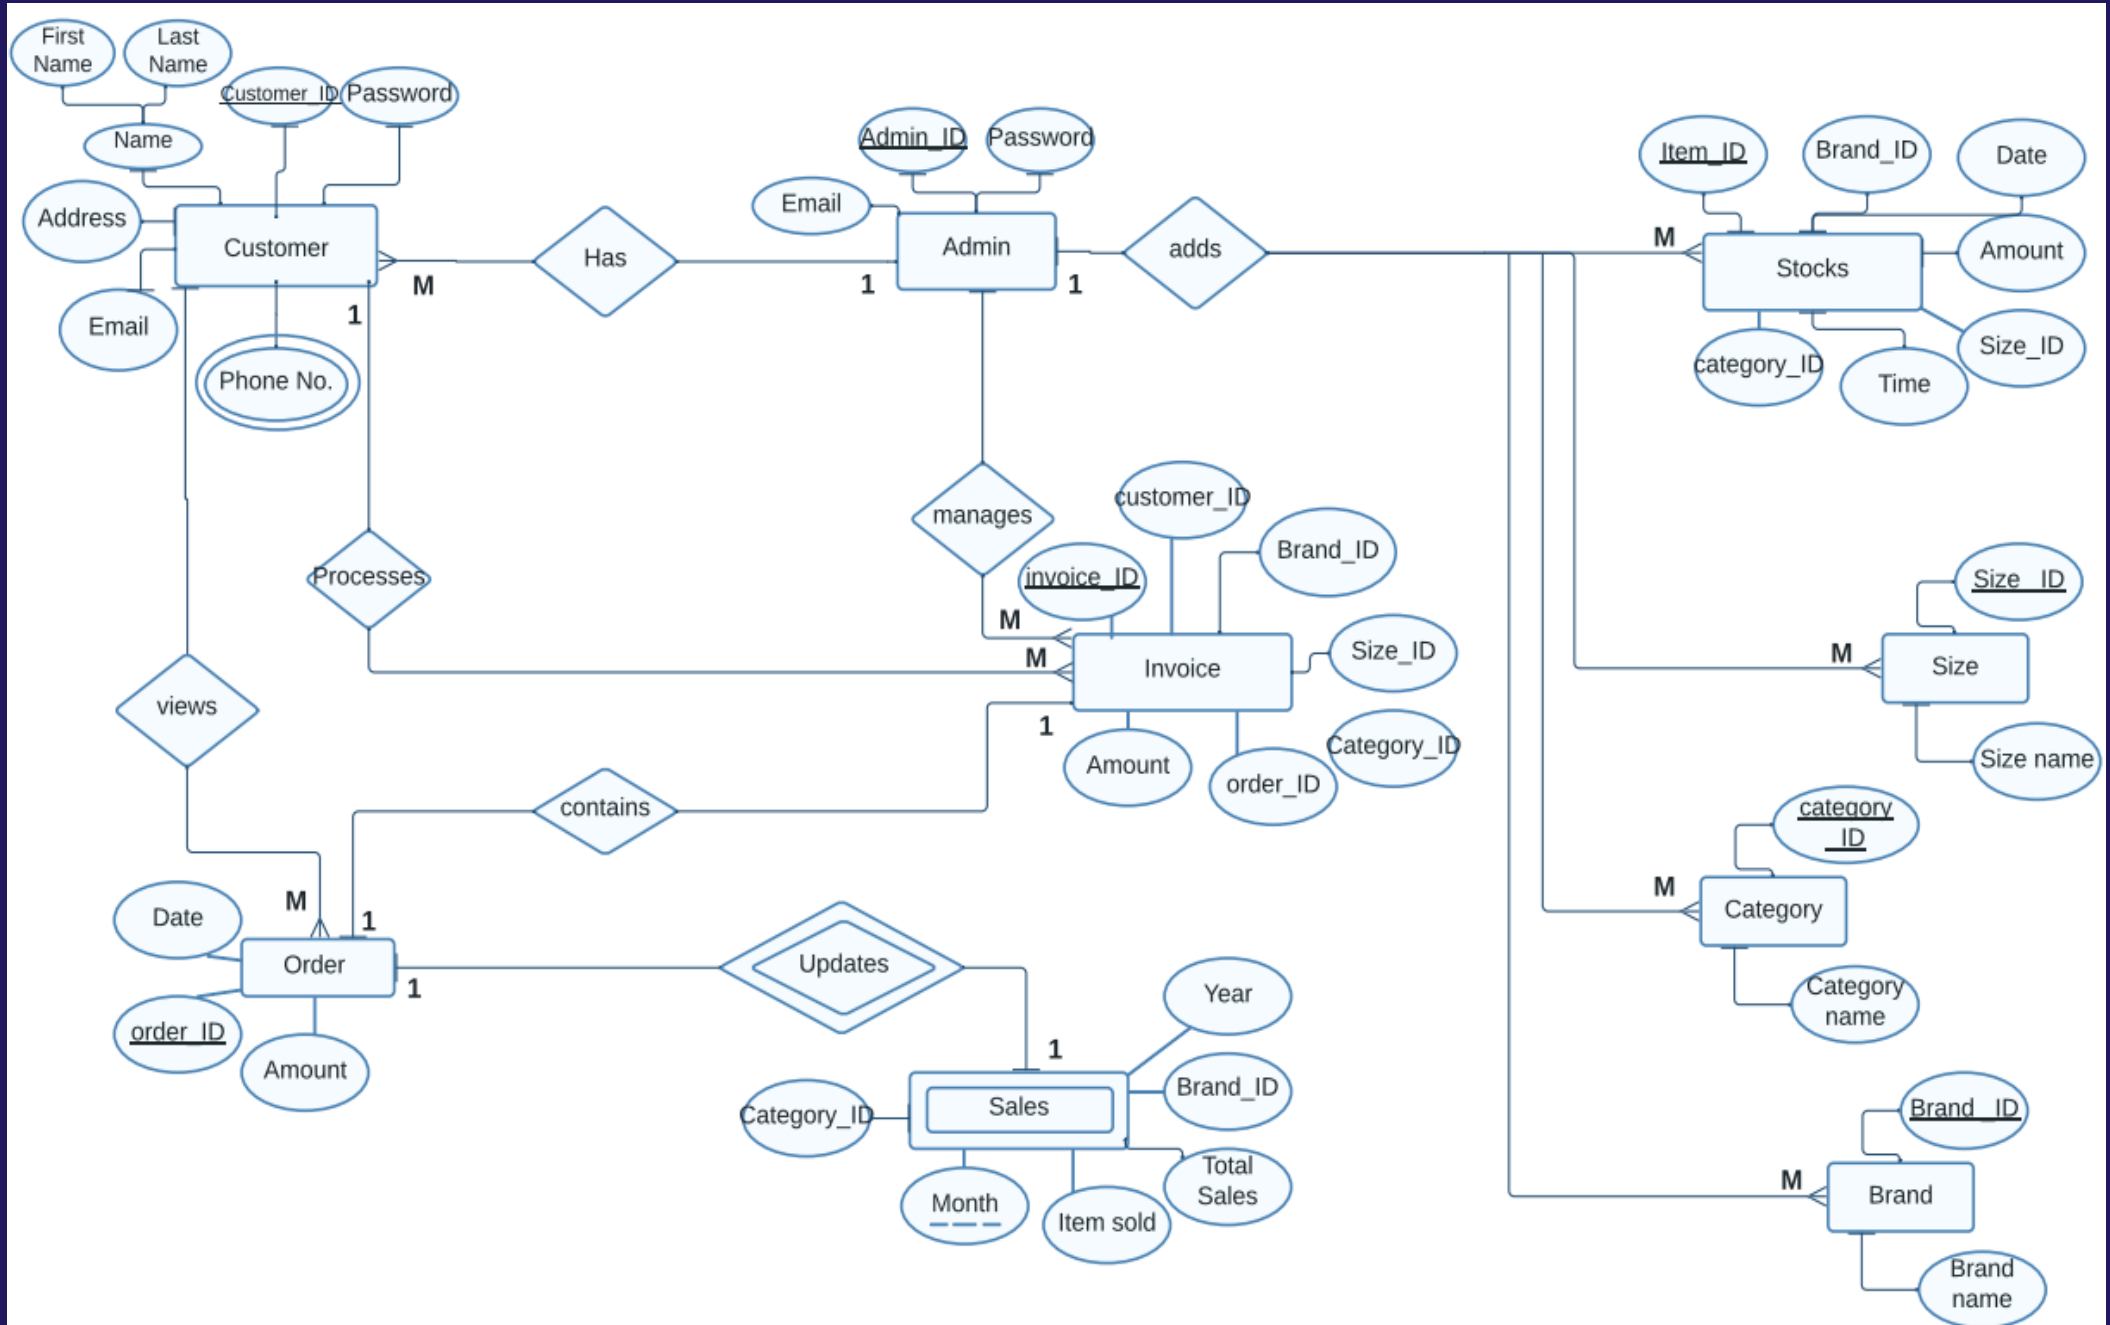 First
Name
Last
Name
Customer_ID
Password
Name
Address
Customer
Email
Phone No.
1
M
Has
1
Admin_ID
Password
Email
Admin
1
adds
M
Item_ID
Brand_ID
Date
Stocks
Amount
Size_ID
category_ID
Time
manages
customer_ID
invoice_ID
Brand_ID
Processes
M
M
Invoice
Size_ID
1
Amount
order_ID
Category_ID
views
contains
M
1
Date
Order
1
order_ID
Amount
Updates
1
Year
Brand_ID
Sales
Category_ID
Total
Sales
Month
Item sold
Size_ID
M
Size
Size name
category
_ID
M
Category
Category
name
Brand_ID
M
Brand
Brand
name